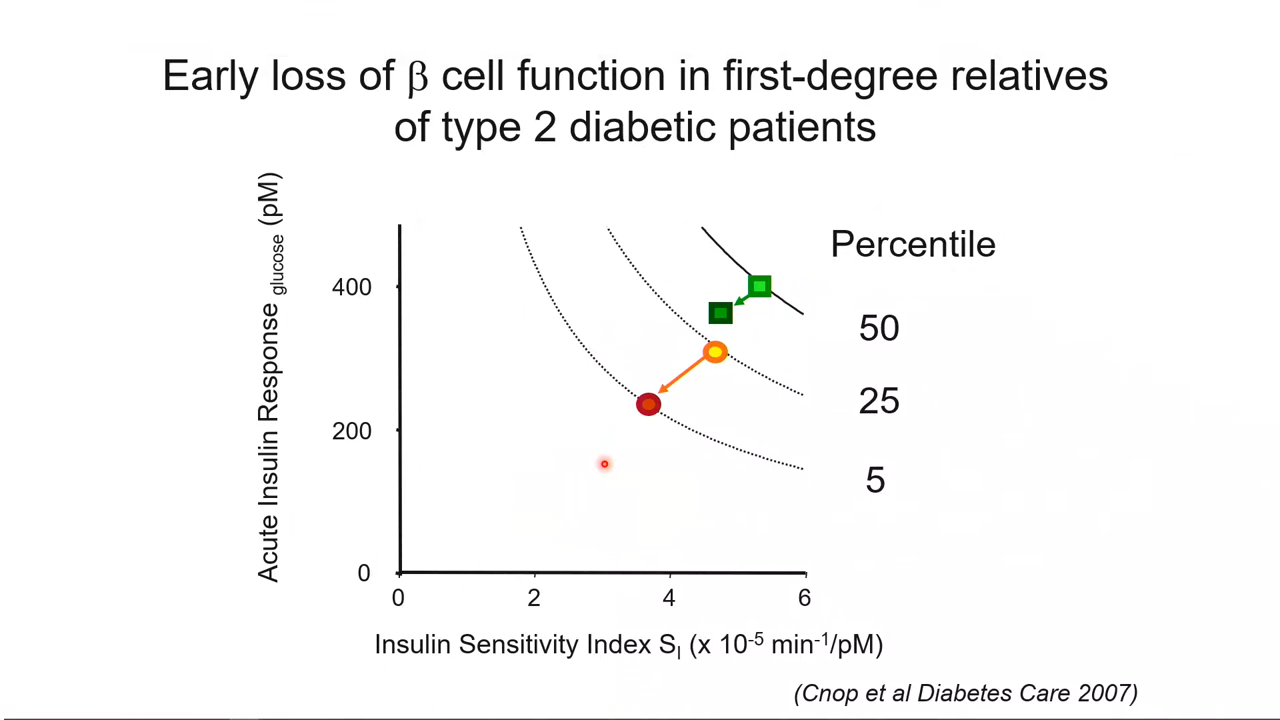 Early loss of β cell function in first-degree relatives
of type 2 diabetic patients
Acute Insulin Response glucose (pM)
400
200
0
0 2 4 6
Insulin Sensitivity Index SI (x 10-5 min-1/pM)
Percentile
50
25
5
(Cnop et al Diabetes Care 2007)